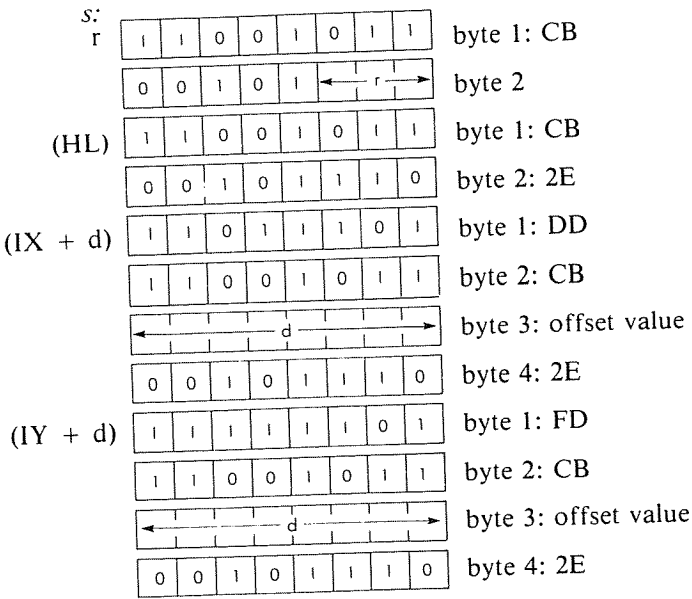 s:
r 1 1 0 0 1 0 1 1 byte 1: CB
0 0 1 0 1 r byte 2
(HL) 1 1 0 0 1 0 1 1 byte 1: CB
0 0 1 0 1 1 1 0 byte 2: 2E
(IX + d) 1 1 0 1 1 1 0 1 byte 1: DD
1 1 0 0 1 0 1 1 byte 2: CB
d byte 3: offset value
0 0 1 0 1 1 1 0 byte 4: 2E
(IY + d) 1 1 1 1 1 1 0 1 byte 1: FD
1 1 0 0 1 0 1 1 byte 2: CB
d byte 3: offset value
0 0 1 0 1 1 1 0 byte 4: 2E